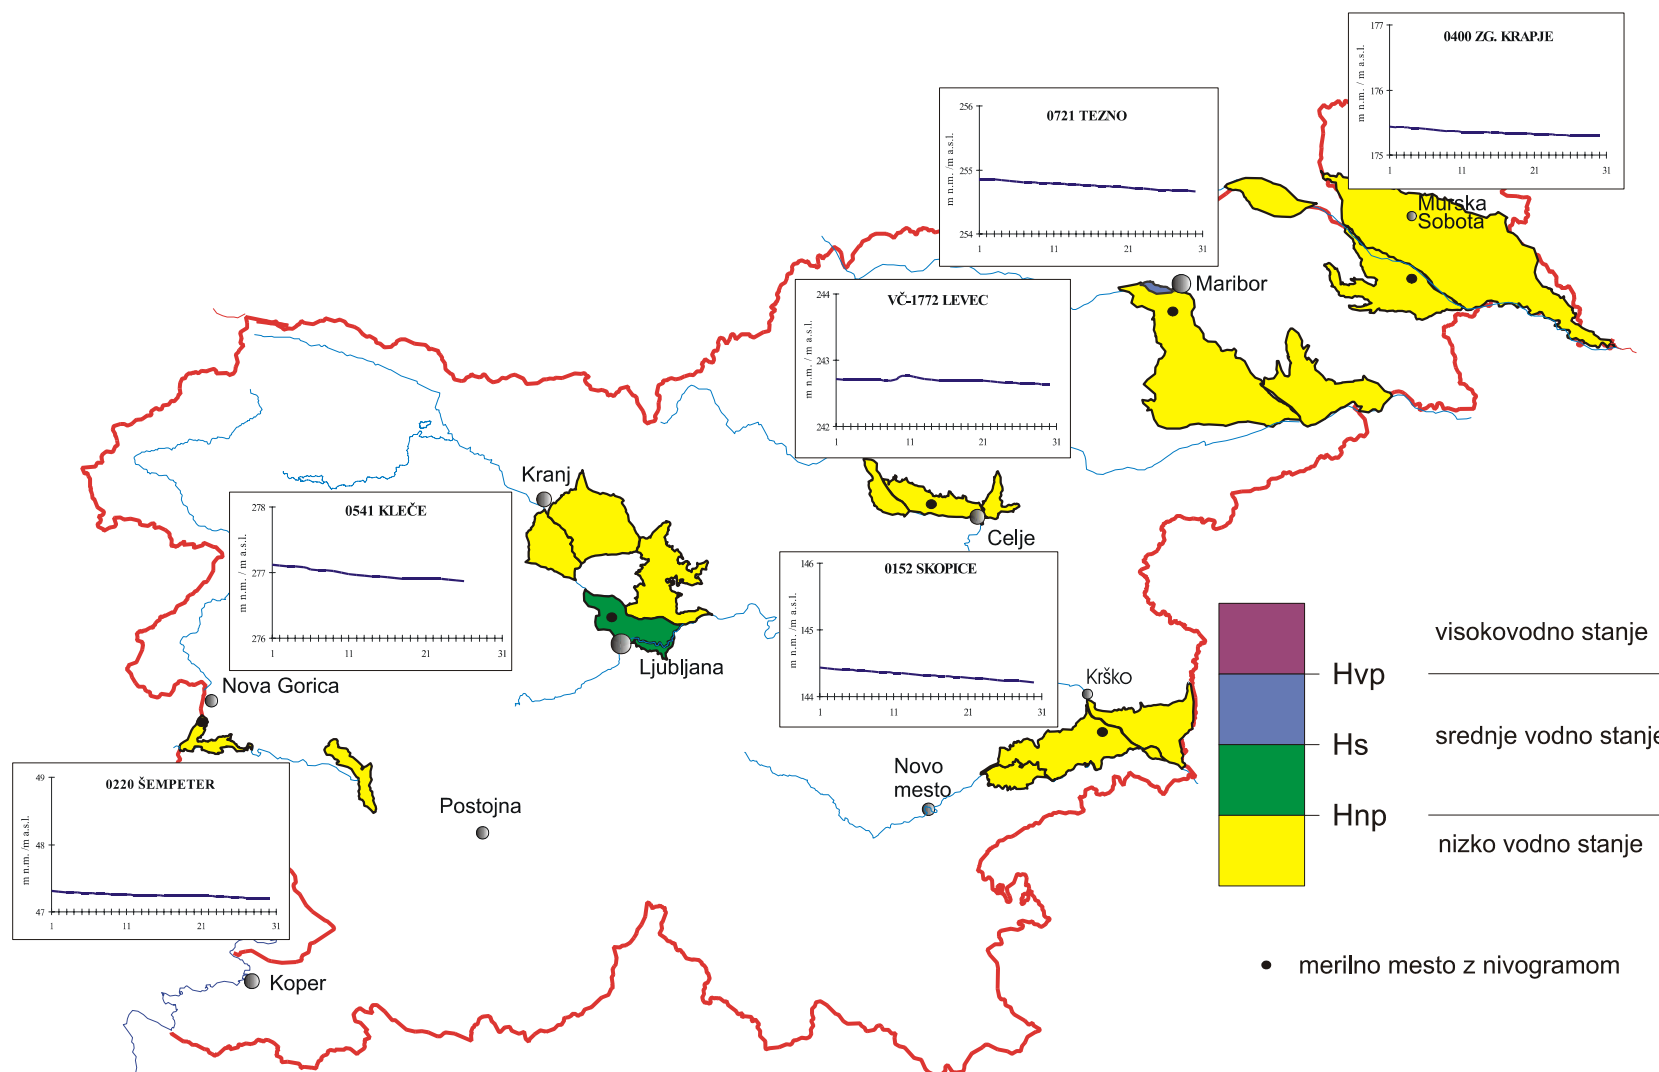 0400 ZG. KRAPJE
m n.m. / m a.s.l.
177
176
175
1
11
21
31
0721 TEZNO
m n.m. /m a.s.l.
256
255
254
1
11
21
31
Murska
Sobota
Maribor
VČ-1772 LEVEC
m n.m. / m a.s.l.
244
243
242
1
11
21
31
Kranj
Celje
0541 KLEČE
m n.m. / m a.s.l.
278
277
276
1
11
21
31
0152 SKOPICE
m n.m. /m a.s.l.
146
145
144
1
11
21
31
Ljubljana
Nova Gorica
Krško
Novo
mesto
Postojna
0220 ŠEMPETER
m n.m. /m a.s.l.
49
48
47
1
11
21
31
Koper
visokovodno stanje
Hvp
srednje vodno stanje
Hs
Hnp
nizko vodno stanje
merilno mesto z nivogramom